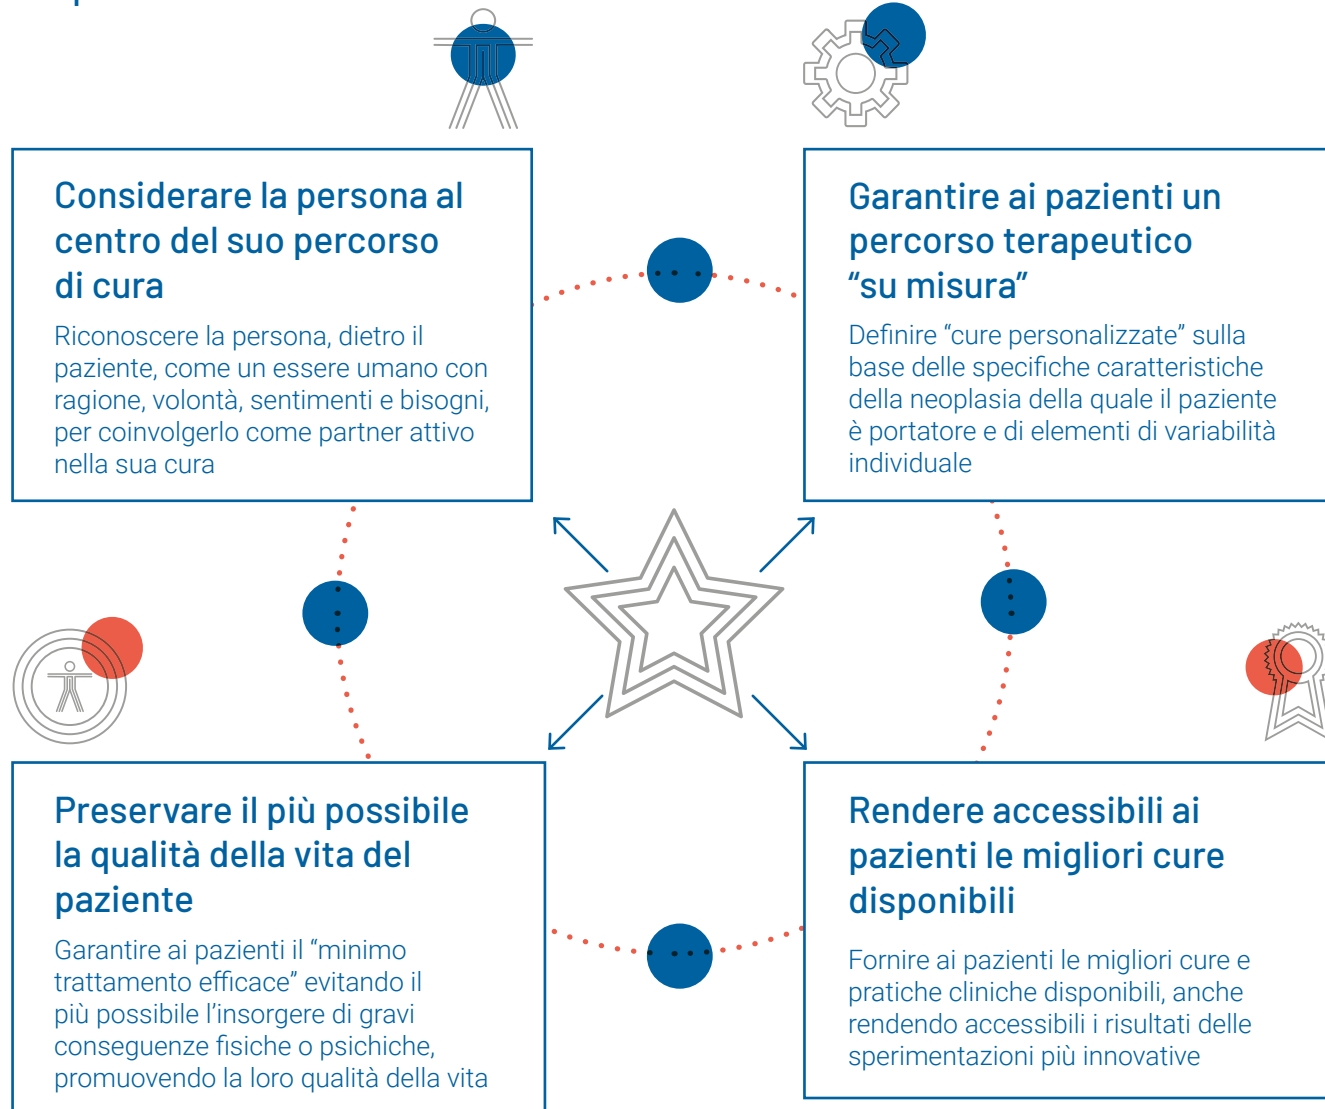 Considerare la persona al
centro del suo percorso
di cura
Riconoscere la persona, dietro il
paziente, come un essere umano con
ragione, volontà, sentimenti e bisogni,
per coinvolgerlo come partner attivo
nella sua cura
Garantire ai pazienti un
percorso terapeutico
“su misura”
Definire “cure personalizzate” sulla
base delle specifiche caratteristiche
della neoplasia della quale il paziente
è portatore e di elementi di variabilità
individuale
Preservare il più possibile
la qualità della vita del
paziente
Garantire ai pazienti il “minimo
trattamento efficace” evitando il
più possibile l’insorgere di gravi
conseguenze fisiche o psichiche,
promuovendo la loro qualità della vita
Rendere accessibili ai
pazienti le migliori cure
disponibili
Fornire ai pazienti le migliori cure e
pratiche cliniche disponibili, anche
rendendo accessibili i risultati delle
sperimentazioni più innovative